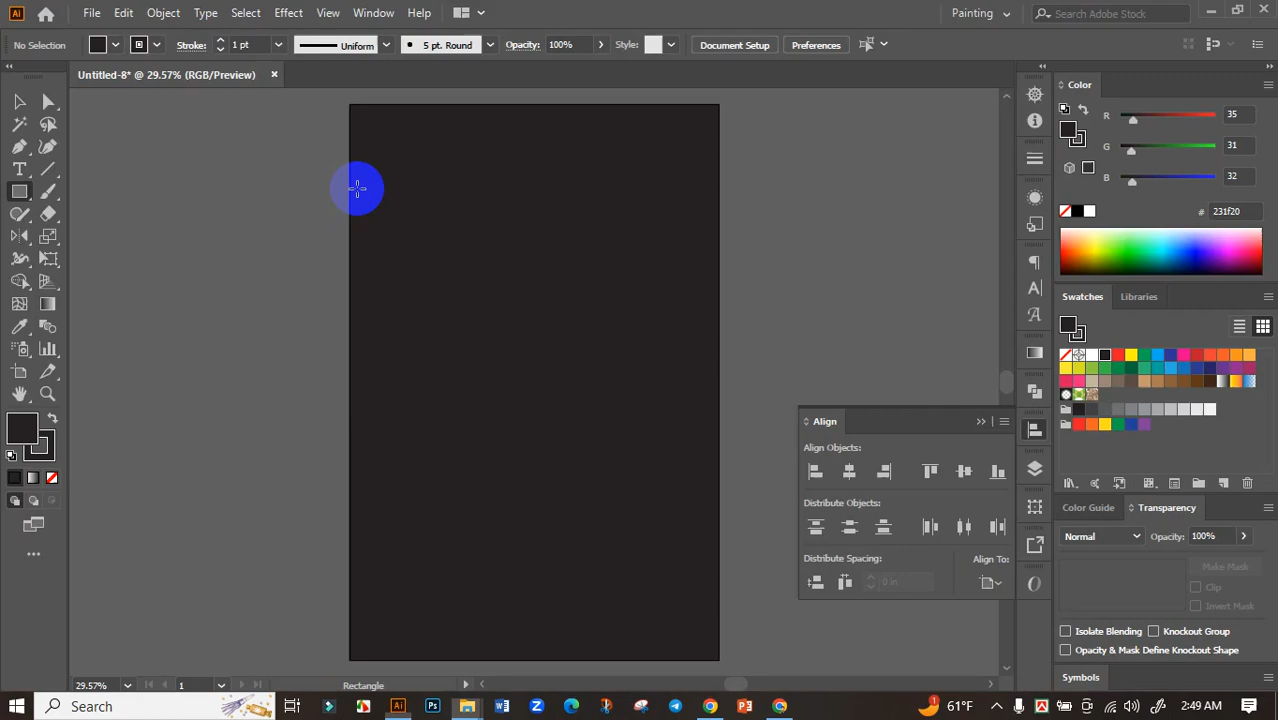 Ai File Edit Object Type Select Effect View Window Help Painting Search Adobe Stock
No Selection Stroke: 1 pt Uniform 5 pt. Round Opacity: 100% Style: Document Setup Preferences
Untitled-8* @ 29.57% (RGB/Preview)
Color
R 35
G 31
B 32
# 231f20
Swatches Libraries
Align
Align Objects:
Distribute Objects:
Distribute Spacing: Align To:
0 in
Color Guide Transparency
Normal Opacity: 100%
Make Mask
Clip
Invert Mask
Isolate Blending Knockout Group
Opacity & Mask Define Knockout Shape
Symbols
29.57% 1 Rectangle
Search Ai Ps 1 61°F 2:49 AM